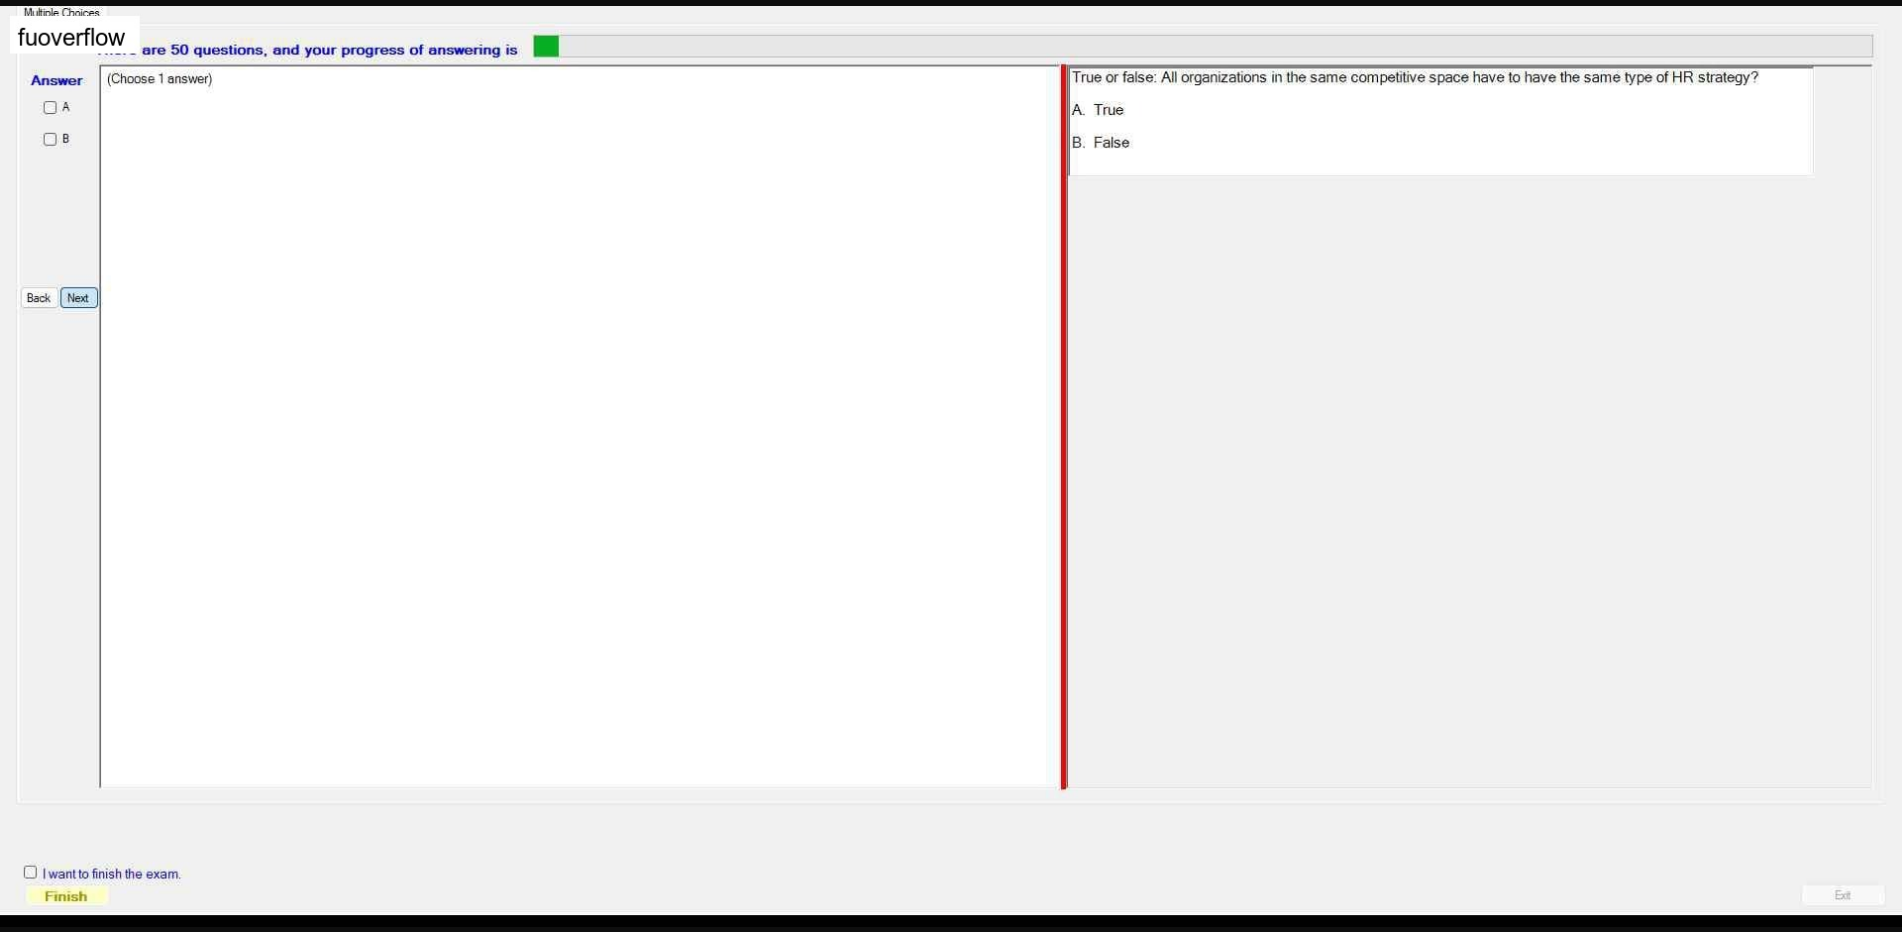 Multiple Choices
fuoverflow
are 50 questions, and your progress of answering is
Answer
(Choose 1 answer)
A
B
Back
Next
True or false: All organizations in the same competitive space have to have the same type of HR strategy?
A. True
B. False
I want to finish the exam.
Finish
Exit